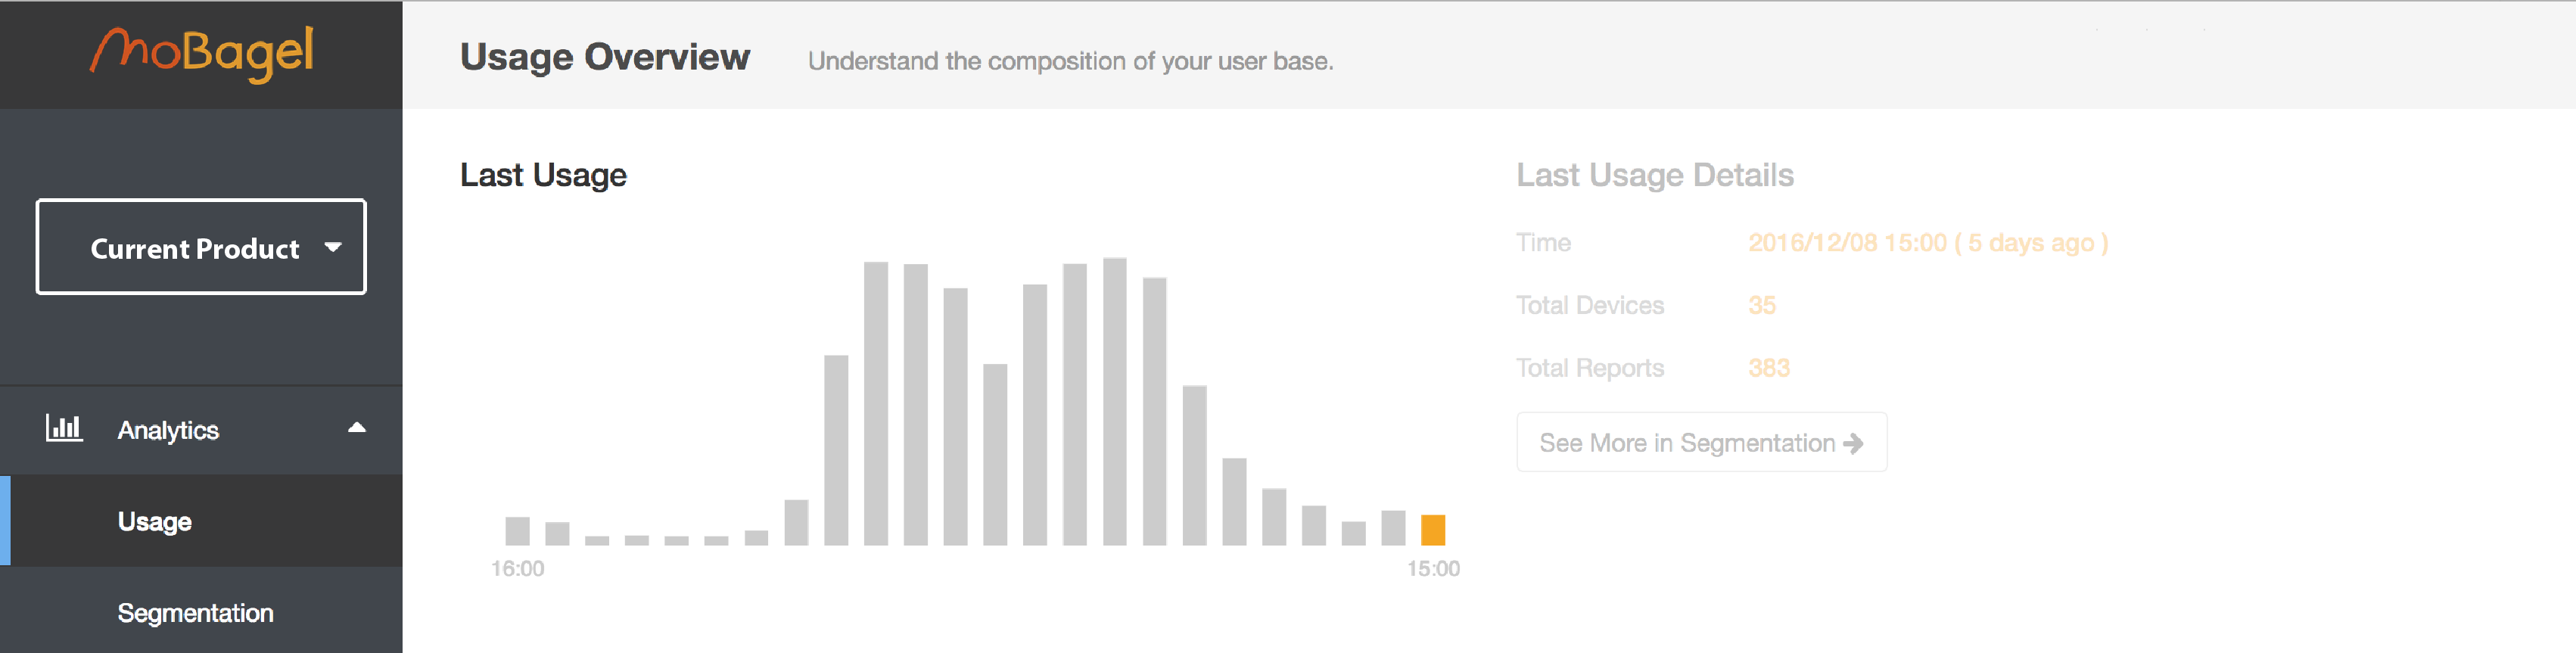 moBagel
Usage Overview
Understand the composition of your user base.
Current Product
Analytics
Usage
Segmentation
Last Usage
16:00
15:00
Last Usage Details
Time 2016/12/08 15:00 ( 5 days ago )
Total Devices 35
Total Reports 383
See More in Segmentation